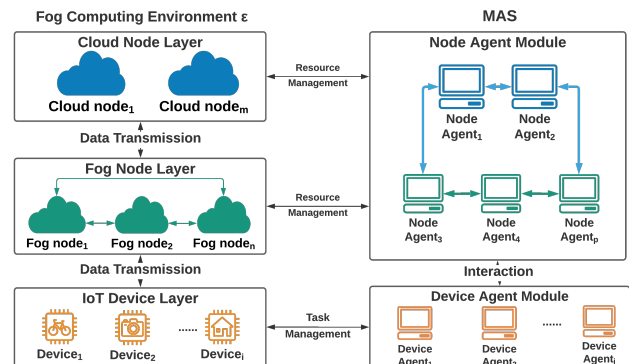 Fog Computing Environment ε
MAS
Cloud Node Layer
Cloud node₁
Cloud nodeₘ
Resource
Management
Node Agent Module
Node
Agent₁
Node
Agent₂
Data Transmission
Fog Node Layer
Fog node₁
Fog node₂
Fog nodeₙ
Resource
Management
Node
Agent₃
Node
Agent₄
Node
Agentₚ
Data Transmission
Interaction
IoT Device Layer
Device₁
Device₂
......
Deviceᵢ
Task
Management
Device Agent Module
......
Device
Agent₁
Device
Agent₂
Device
Agentᵢ